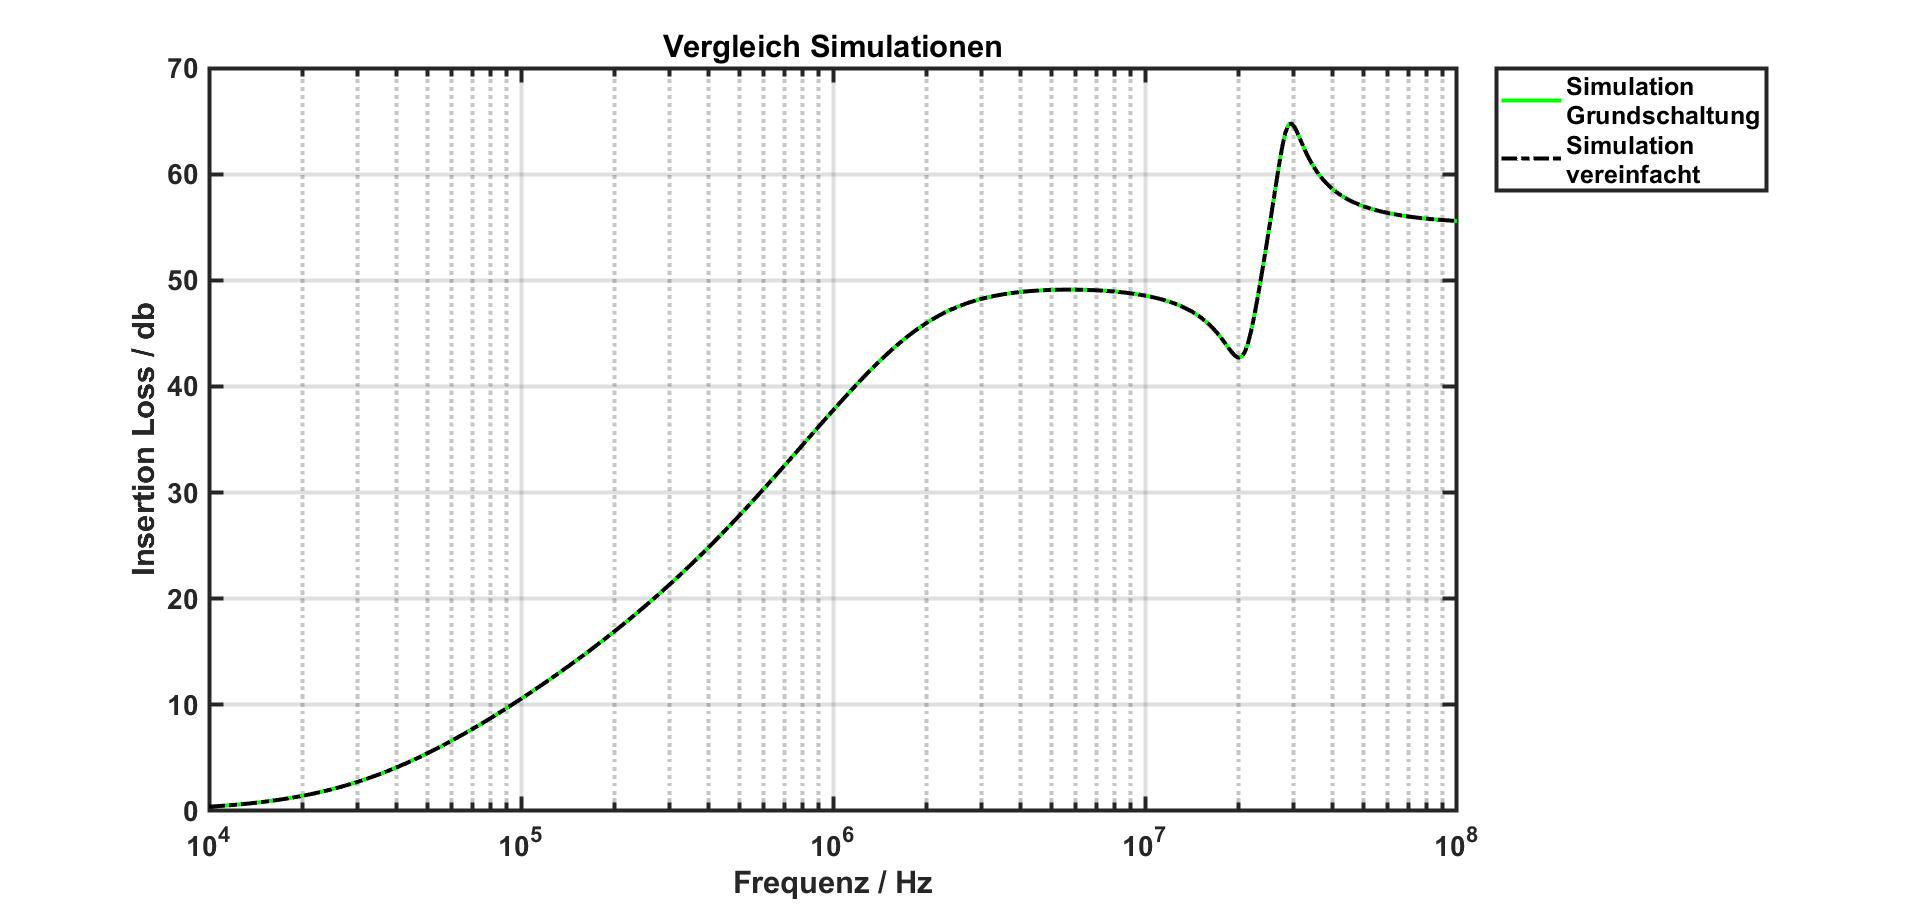 Vergleich Simulationen
70
60
50
40
30
20
10
0
Insertion Loss / db
10^4 10^5 10^6 10^7 10^8
Frequenz / Hz
Simulation
Grundschaltung
Simulation
vereinfacht